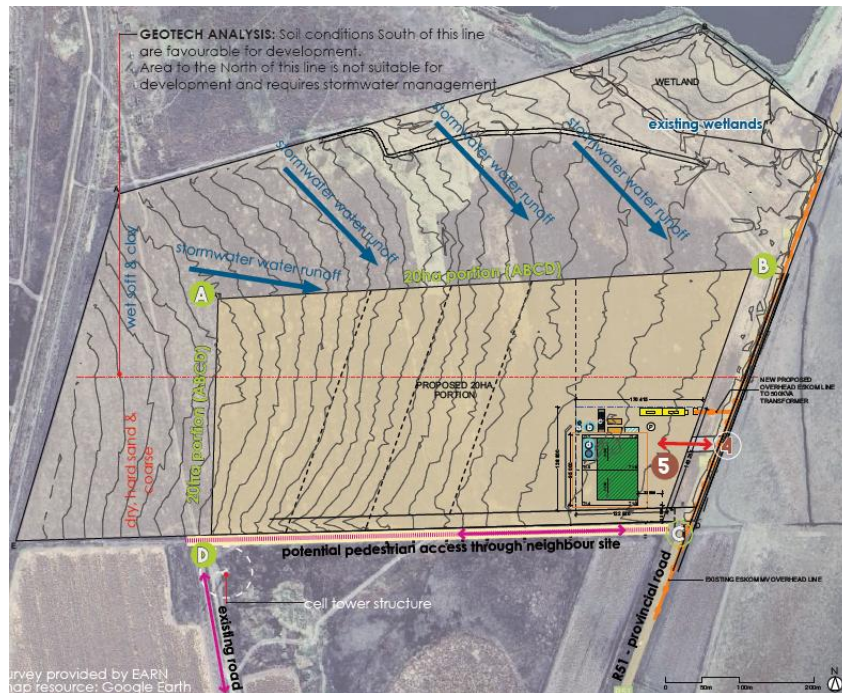 GEOTECH ANALYSIS: Soil conditions South of this line
are favourable for development.
Area to the North of this line is not suitable for
development and requires stormwater management
WETLAND
existing wetlands
stormwater water runoff
stormwater water runoff
stormwater water runoff
stormwater water runoff
A
wet soft & clay
A
20ha portion (ABCD)
B
20ha portion (ABCD)
PROPOSED 20HA
PORTION
NEW PROPOSED
OVERHEAD ESKOM LINE
TO 500KVA
TRANSFORMER
dry, hard sand &
coarse
P
5
4
E
D
C
potential pedestrian access through neighbour site
cell tower structure
existing road
EXISTING ESKOM MV OVERHEAD LINE
R51 - provincial road
urvey provided by EARN
map resource: Google Earth
0 50m 100m 200m
N